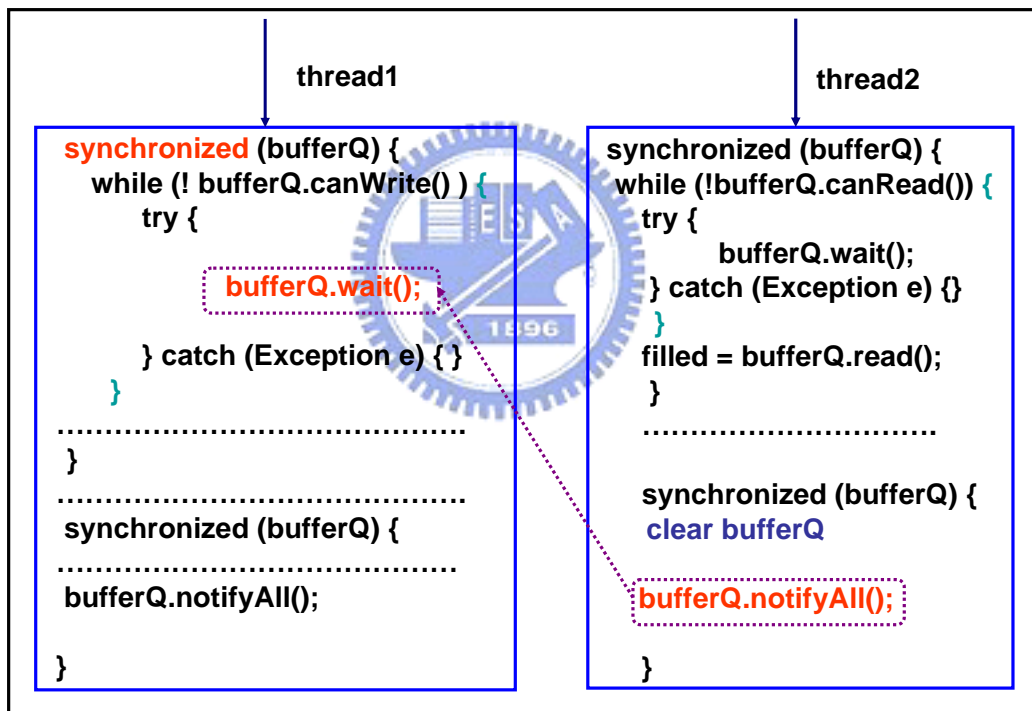 thread1
synchronized (bufferQ) {
while (! bufferQ.canWrite() ) {
try {
bufferQ.wait();
} catch (Exception e) { }
}
……………………………………
}
……………………………………
synchronized (bufferQ) {
……………………………………
bufferQ.notifyAll();
}
thread2
synchronized (bufferQ) {
while (!bufferQ.canRead()) {
try {
bufferQ.wait();
} catch (Exception e) {}
}
filled = bufferQ.read();
}
…………………………
synchronized (bufferQ) {
clear bufferQ
bufferQ.notifyAll();
}
E S A
1896